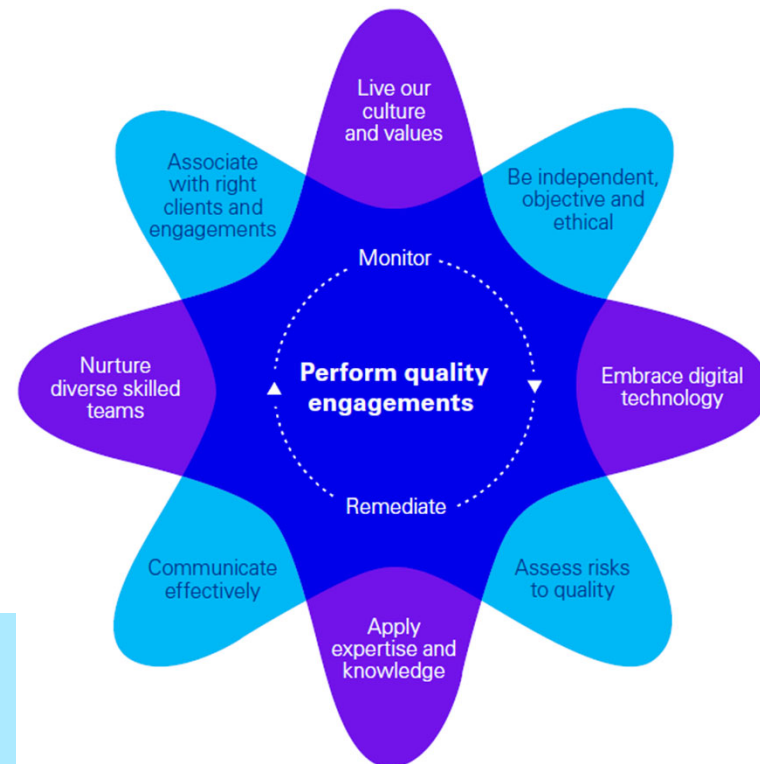 Live our
culture
and values
Associate
with right
clients and
engagements
Be independent,
objective and
ethical
Monitor
Nurture
diverse skilled
teams
Perform quality
engagements
Embrace digital
technology
Remediate
Communicate
effectively
Assess risks
to quality
Apply
expertise and
knowledge